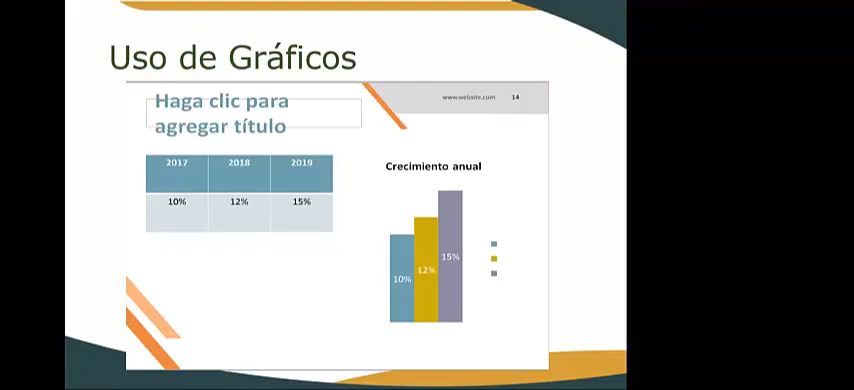 Uso de Gráficos
www.website.com 14
Haga clic para
agregar título
2017 2018 2019
10% 12% 15%
Crecimiento anual
10% 12% 15%